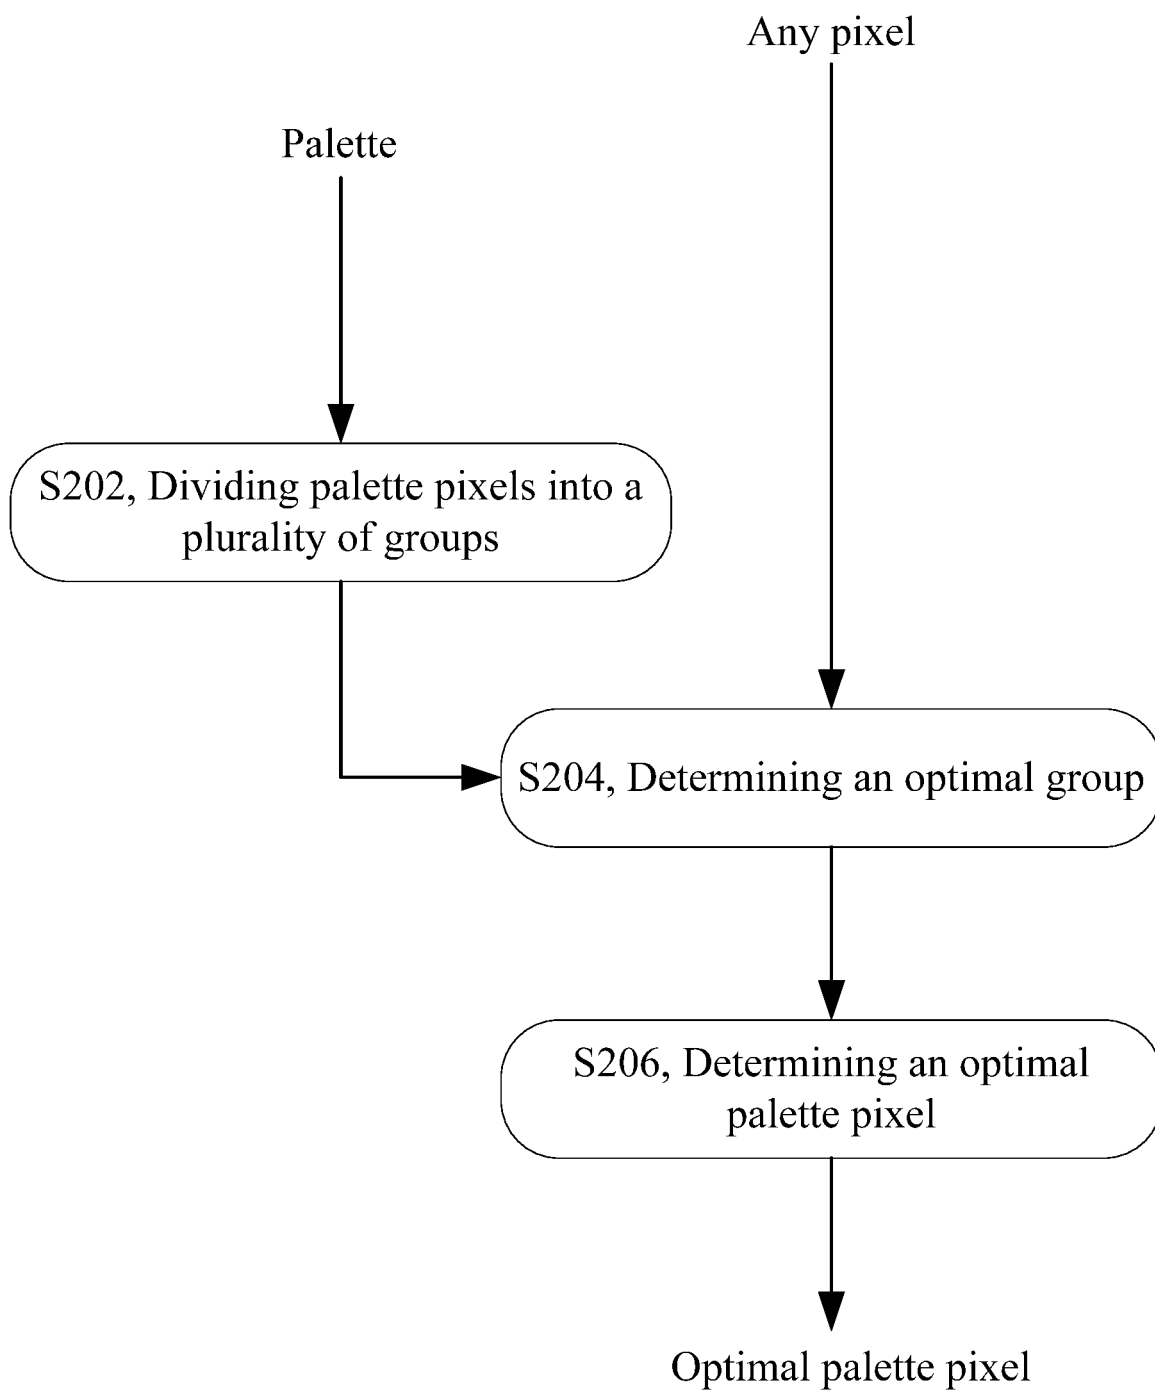 Any pixel
Palette
S202, Dividing palette pixels into a
plurality of groups
S204, Determining an optimal group
S206, Determining an optimal
palette pixel
Optimal palette pixel